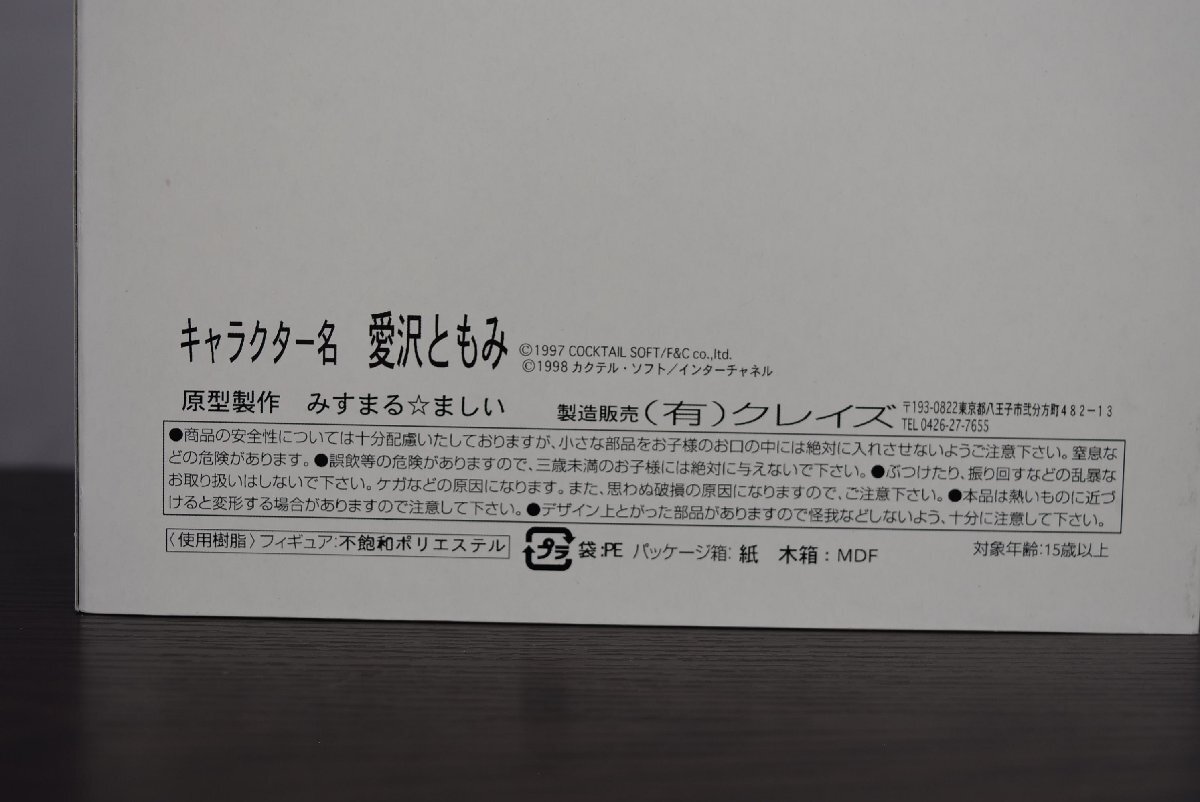 キャラクター名　愛沢ともみ ©1997 COCKTAIL SOFT/F&C co.,ltd.
©1998 カクテル・ソフト/インターチャネル
原型製作　みすまる☆ましい　製造販売(有)クレイズ 〒193-0822東京都八王子市弐分方町482-13
TEL 0426-27-7655
●商品の安全性については十分配慮いたしておりますが、小さな部品をお子様のお口の中には絶対に入れさせないようご注意下さい。窒息な
どの危険があります。●誤飲等の危険がありますので、三歳未満のお子様には絶対に与えないで下さい。●ぶつけたり、振り回すなどの乱暴な
お取り扱いはしないで下さい。ケガなどの原因になります。また、思わぬ破損の原因になりますので、ご注意下さい。●本品は熱いものに近づ
けると変形する場合がありますので注意して下さい。●デザイン上とがった部品がありますので怪我などしないよう、十分に注意して下さい。
〈使用樹脂〉フィギュア:不飽和ポリエステル　プラ 袋:PE パッケージ箱:紙　木箱:MDF　対象年齢:15歳以上